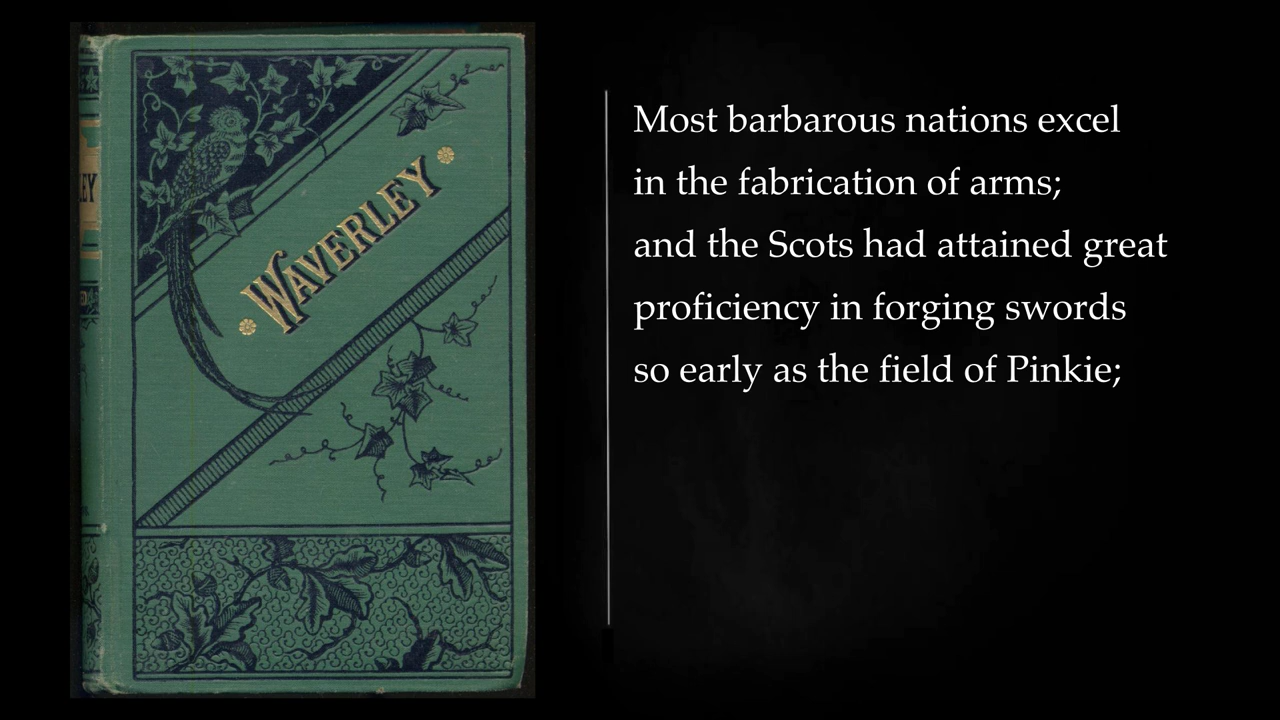 WAVERLEY
Most barbarous nations excel
in the fabrication of arms;
and the Scots had attained great
proficiency in forging swords
so early as the field of Pinkie;